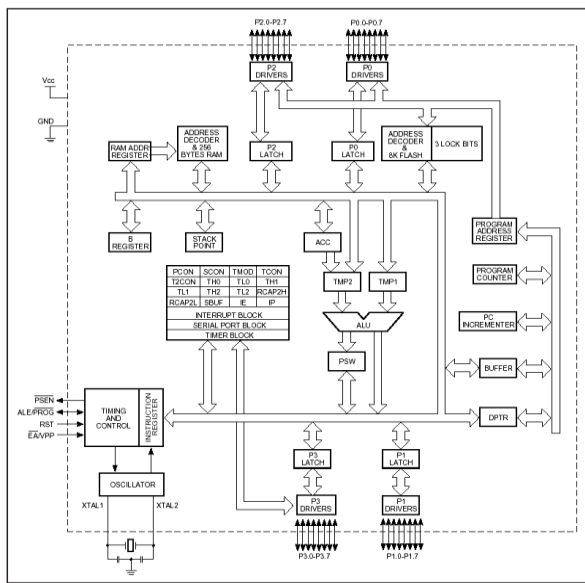 P2.0-P2.7
P0.0-P0.7
P2
DRIVERS
P0
DRIVERS
Vcc
GND
RAM ADDR
REGISTER
ADDRESS
DECODER
& 256
BYTES RAM
P2
LATCH
P0
LATCH
ADDRESS
DECODER
&
8K FLASH
3 LOCK BITS
B
REGISTER
STACK
POINT
ACC
PROGRAM
ADDRESS
REGISTER
PCON SCON TMOD TCON
T2CON TH0 TL0 TH1
TL1 TH2 TL2 RCAP2H
RCAP2L SBUF IE IP
INTERRUPT BLOCK
SERIAL PORT BLOCK
TIMER BLOCK
TMP2
TMP1
PROGRAM
COUNTER
ALU
PC
INCREMENTER
PSW
BUFFER
PSEN
ALE/PROG
RST
EA/VPP
TIMING
AND
CONTROL
INSTRUCTION
REGISTER
DPTR
P3
LATCH
P1
LATCH
OSCILLATOR
XTAL1
XTAL2
P3
DRIVERS
P1
DRIVERS
P3.0-P3.7
P1.0-P1.7